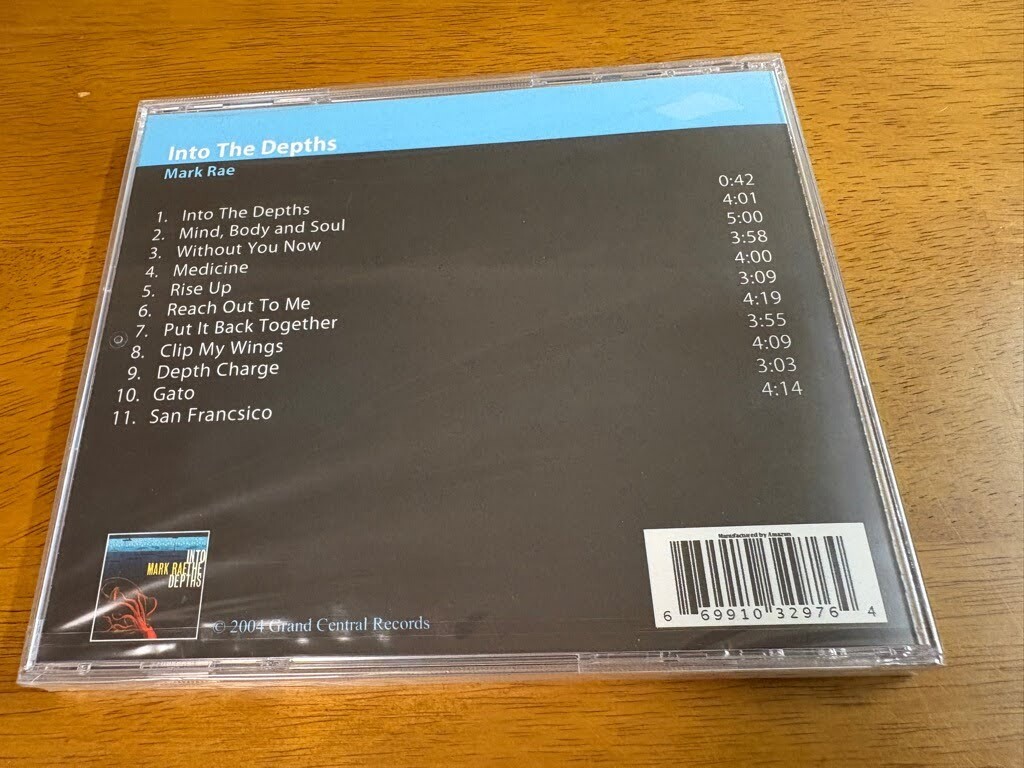 Into The Depths
Mark Rae
1. Into The Depths 0:42
2. Mind, Body and Soul 4:01
3. Without You Now 5:00
4. Medicine 3:58
5. Rise Up 4:00
6. Reach Out To Me 3:09
7. Put It Back Together 4:19
8. Clip My Wings 3:55
9. Depth Charge 4:09
10. Gato 3:03
11. San Francsico 4:14
INTO
MARK RAE THE
DEPTHS
© 2004 Grand Central Records
Manufactured by Amazon
6 69910 32976 4